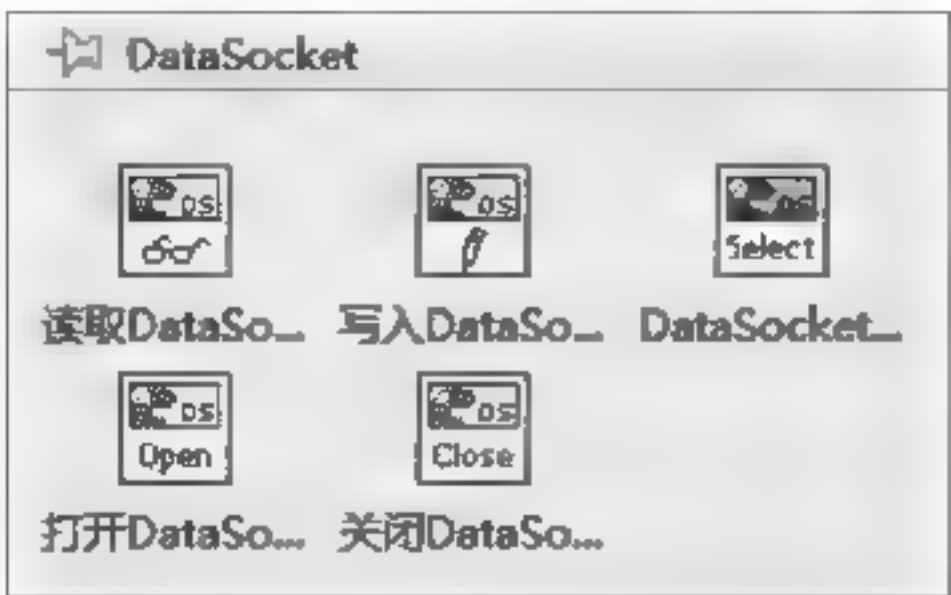 DataSocket
DS DS DS
Select
读取DataSo... 写入DataSo... DataSocket...
DS DS
Open Close
打开DataSo... 关闭DataSo...